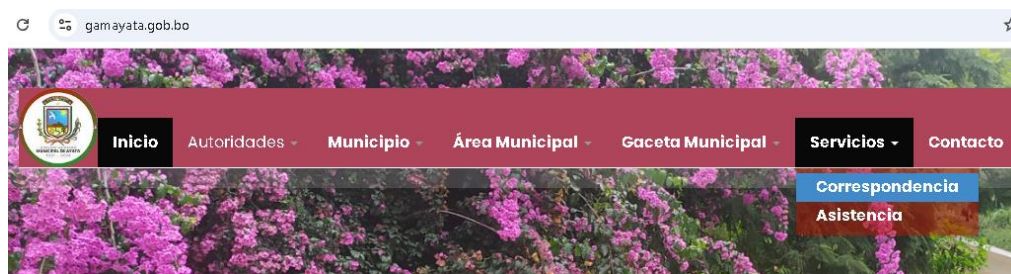 gamayata.gob.bo
Inicio Autoridades Municipio Área Municipal Gaceta Municipal Servicios Contacto
Correspondencia
Asistencia